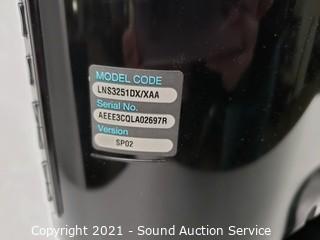 MODEL CODE
LNS3251DX/XAA
Serial No.
AEEE3CQLA02697R
Version
SP02
Copyright 2021 - Sound Auction Service